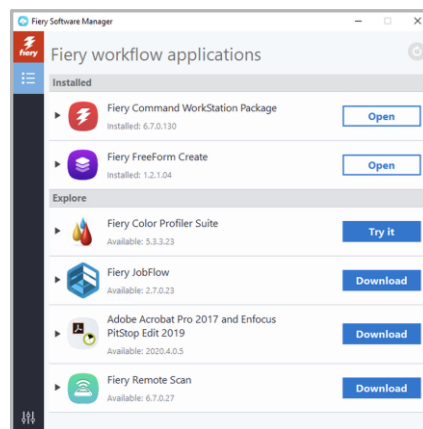 Fiery Software Manager
fiery
Fiery workflow applications
Installed
Fiery Command WorkStation Package
Installed: 6.7.0.130
Open
Fiery FreeForm Create
Installed: 1.2.1.04
Open
Explore
Fiery Color Profiler Suite
Available: 5.3.3.23
Try it
Fiery JobFlow
Available: 2.7.0.23
Download
Adobe Acrobat Pro 2017 and Enfocus
PitStop Edit 2019
Available: 2020.4.0.5
Download
Fiery Remote Scan
Available: 6.7.0.27
Download